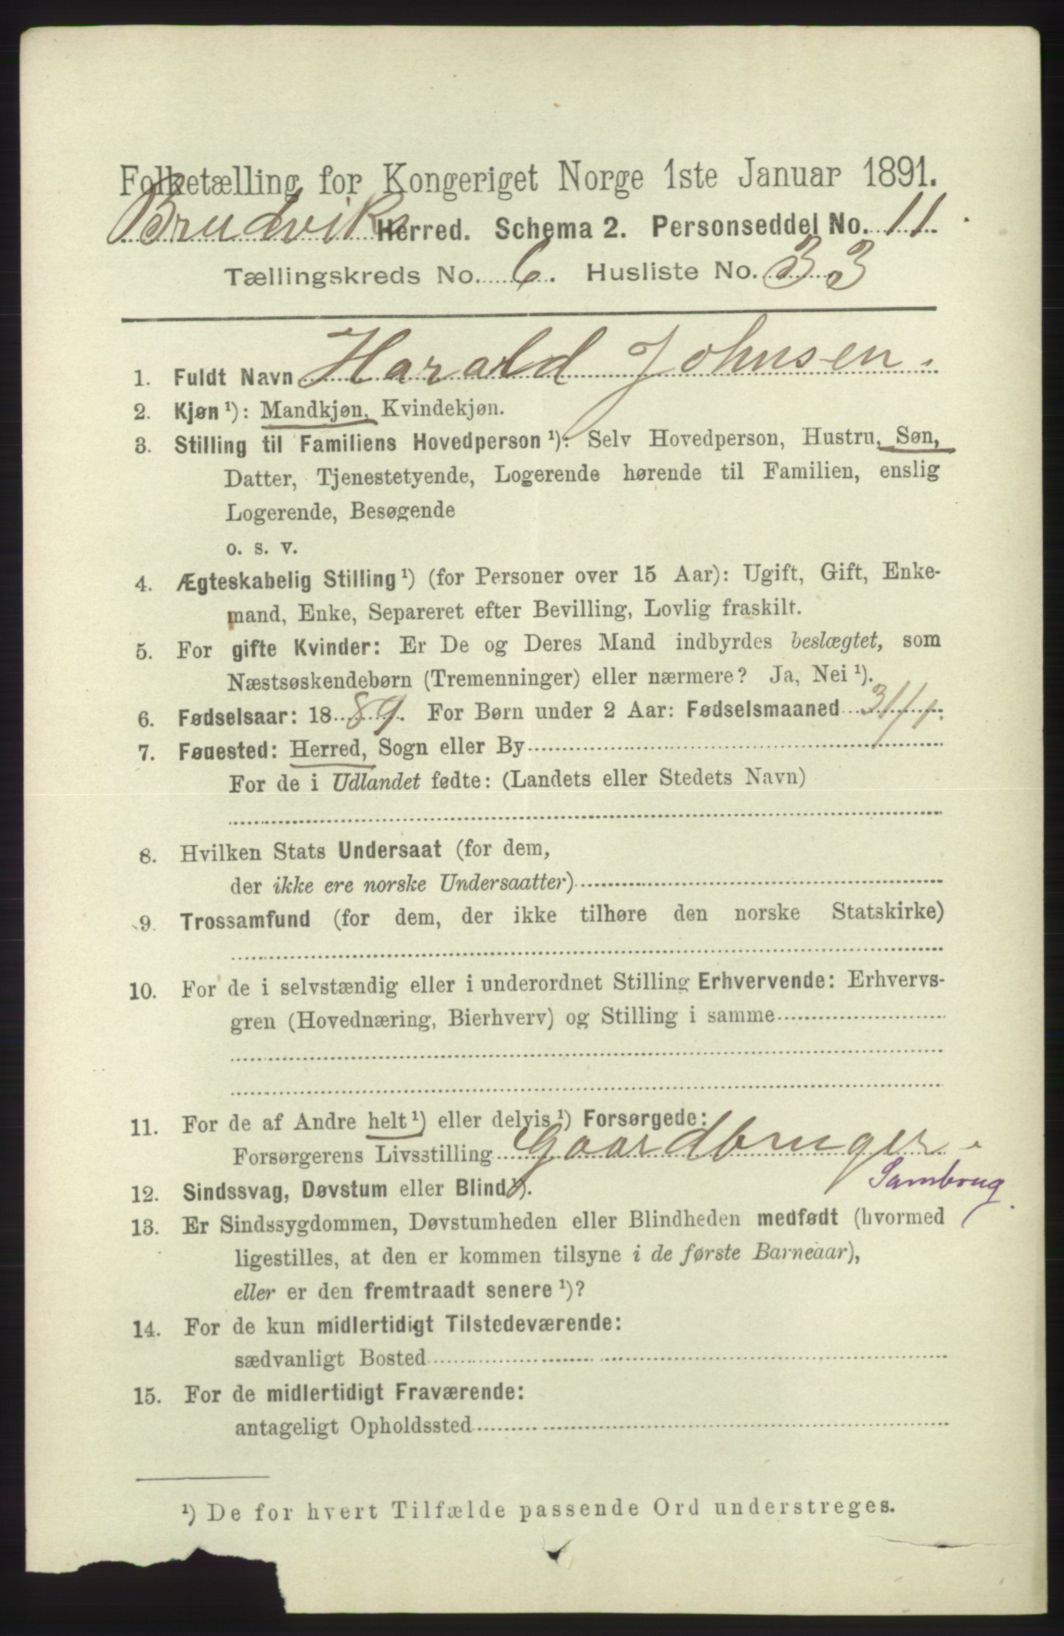 Folketælling for Kongeriget Norge 1ste Januar 1891.
Brudviks Herred. Schema 2. Personseddel No. 11.
Tællingskreds No. 6. Husliste No. 33
1. Fuldt Navn Harald Johnsen.
2. Kjøn ¹): Mandkjøn, Kvindekjøn.
3. Stilling til Familiens Hovedperson ¹): Selv Hovedperson, Hustru, Søn,
Datter, Tjenestetyende, Logerende hørende til Familien, enslig
Logerende, Besøgende
o. s. v.
4. Ægteskabelig Stilling ¹) (for Personer over 15 Aar): Ugift, Gift, Enke-
mand, Enke, Separeret efter Bevilling, Lovlig fraskilt.
5. For gifte Kvinder: Er De og Deres Mand indbyrdes beslægtet, som
Næstsøskendebørn (Tremenninger) eller nærmere? Ja, Nei ¹).
6. Fødselsaar: 1889. For Børn under 2 Aar: Fødselsmaaned 31/1.
7. Fødested: Herred, Sogn eller By
For de i Udlandet fødte: (Landets eller Stedets Navn)
8. Hvilken Stats Undersaat (for dem,
der ikke ere norske Undersaatter)
9. Trossamfund (for dem, der ikke tilhøre den norske Statskirke)
10. For de i selvstændig eller i underordnet Stilling Erhvervende: Erhvervs-
gren (Hovednæring, Bierhverv) og Stilling i samme
11. For de af Andre helt ¹) eller delvis ¹) Forsørgede:
Forsørgerens Livsstilling Gaardbruger.
Sambrug
12. Sindssvag, Døvstum eller Blind ¹).
13. Er Sindssygdommen, Døvstumheden eller Blindheden medfødt (hvormed
ligestilles, at den er kommen tilsyne i de første Barneaar),
eller er den fremtraadt senere ¹)?
14. For de kun midlertidigt Tilstedeværende:
sædvanligt Bosted
15. For de midlertidigt Fraværende:
antageligt Opholdssted
¹) De for hvert Tilfælde passende Ord understreges.